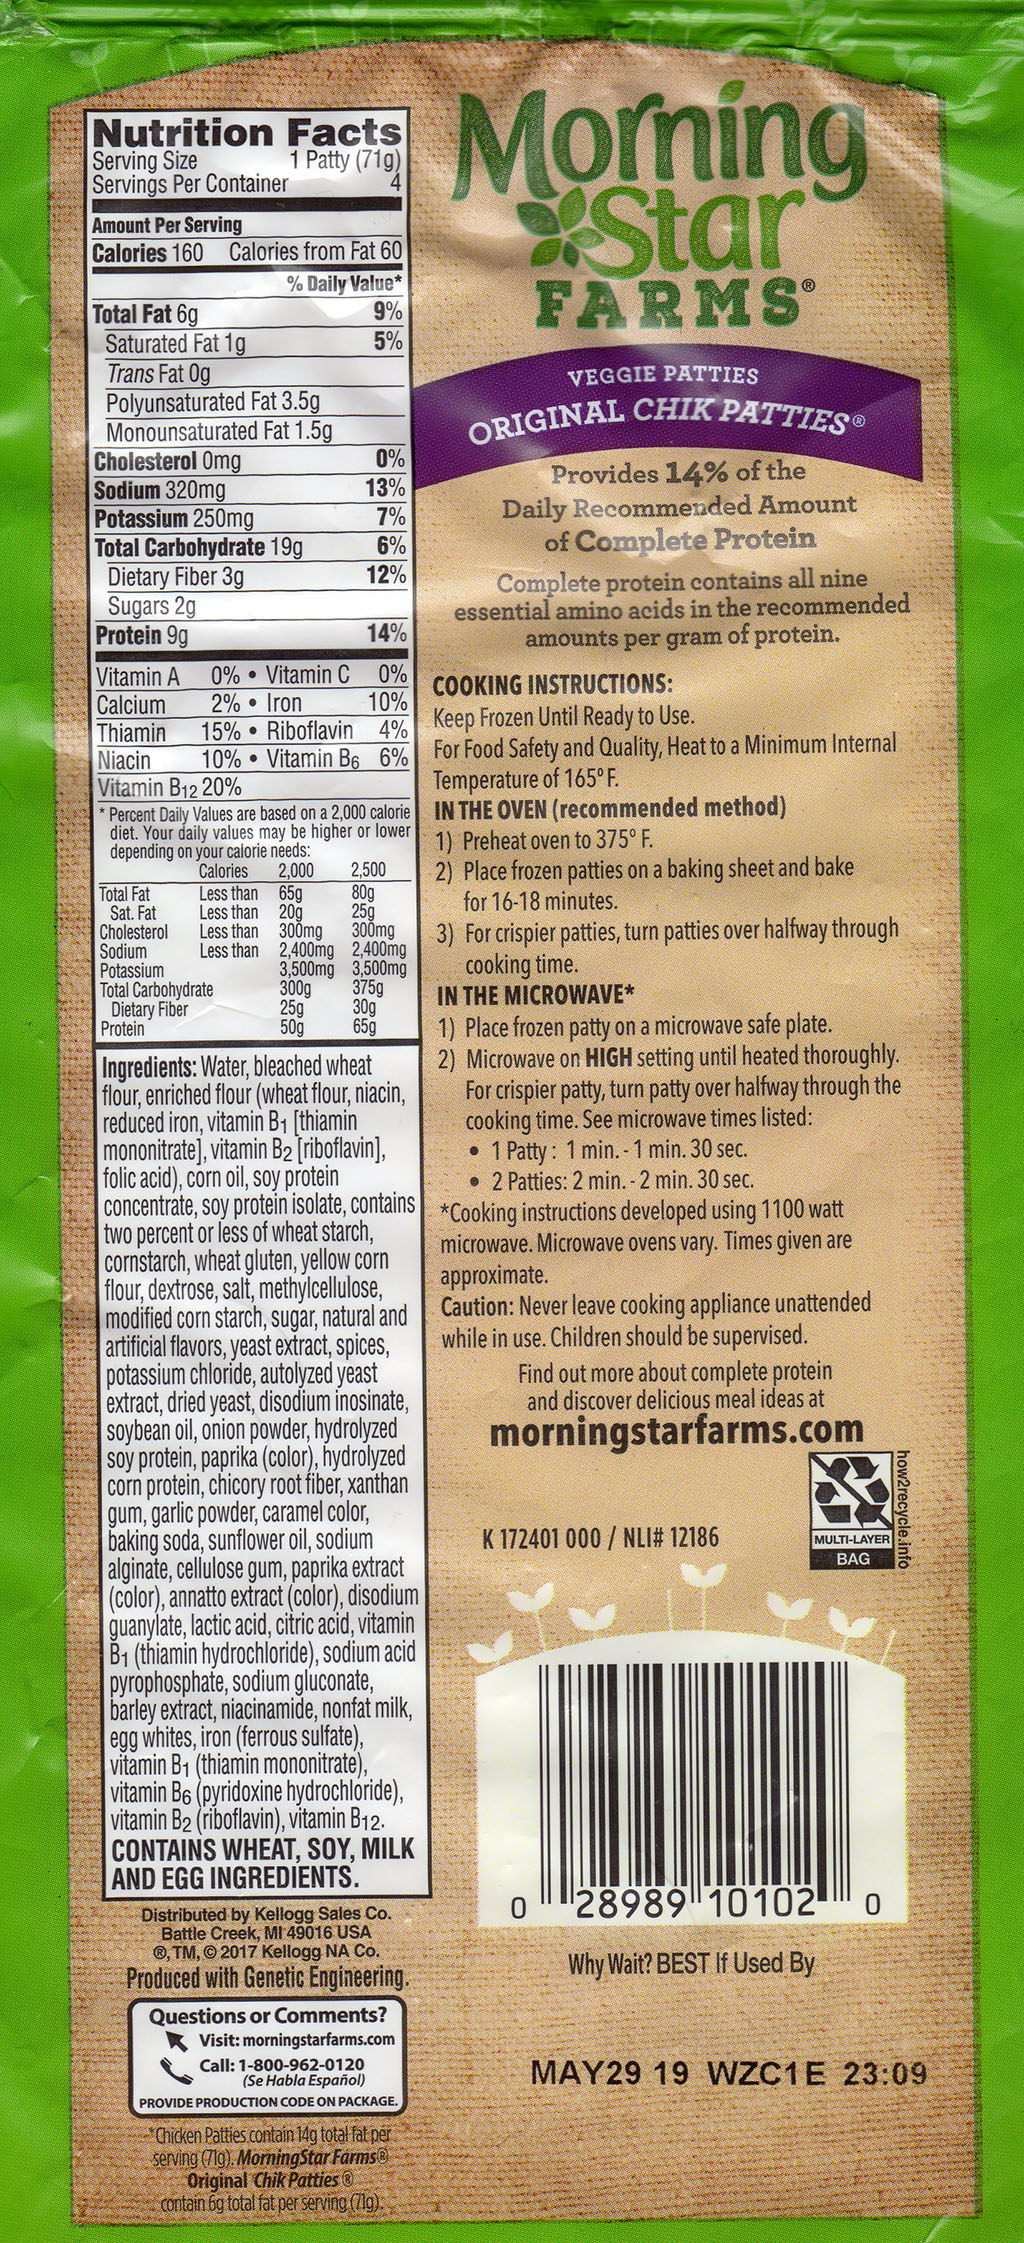 Nutrition Facts
Serving Size 1 Patty (71g)
Servings Per Container 4
Amount Per Serving
Calories 160 Calories from Fat 60
% Daily Value*
Total Fat 6g 9%
Saturated Fat 1g 5%
Trans Fat 0g
Polyunsaturated Fat 3.5g
Monounsaturated Fat 1.5g
Cholesterol 0mg 0%
Sodium 320mg 13%
Potassium 250mg 7%
Total Carbohydrate 19g 6%
Dietary Fiber 3g 12%
Sugars 2g
Protein 9g 14%
Vitamin A 0% • Vitamin C 0%
Calcium 2% • Iron 10%
Thiamin 15% • Riboflavin 4%
Niacin 10% • Vitamin B6 6%
Vitamin B12 20%
* Percent Daily Values are based on a 2,000 calorie
diet. Your daily values may be higher or lower
depending on your calorie needs:
Calories 2,000 2,500
Total Fat Less than 65g 80g
Sat. Fat Less than 20g 25g
Cholesterol Less than 300mg 300mg
Sodium Less than 2,400mg 2,400mg
Potassium 3,500mg 3,500mg
Total Carbohydrate 300g 375g
Dietary Fiber 25g 30g
Protein 50g 65g
Ingredients: Water, bleached wheat
flour, enriched flour (wheat flour, niacin,
reduced iron, vitamin B1 [thiamin
mononitrate], vitamin B2 [riboflavin],
folic acid), corn oil, soy protein
concentrate, soy protein isolate, contains
two percent or less of wheat starch,
cornstarch, wheat gluten, yellow corn
flour, dextrose, salt, methylcellulose,
modified corn starch, sugar, natural and
artificial flavors, yeast extract, spices,
potassium chloride, autolyzed yeast
extract, dried yeast, disodium inosinate,
soybean oil, onion powder, hydrolyzed
soy protein, paprika (color), hydrolyzed
corn protein, chicory root fiber, xanthan
gum, garlic powder, caramel color,
baking soda, sunflower oil, sodium
alginate, cellulose gum, paprika extract
(color), annatto extract (color), disodium
guanylate, lactic acid, citric acid, vitamin
B1 (thiamin hydrochloride), sodium acid
pyrophosphate, sodium gluconate,
barley extract, niacinamide, nonfat milk,
egg whites, iron (ferrous sulfate),
vitamin B1 (thiamin mononitrate),
vitamin B6 (pyridoxine hydrochloride),
vitamin B2 (riboflavin), vitamin B12.
CONTAINS WHEAT, SOY, MILK
AND EGG INGREDIENTS.
Distributed by Kellogg Sales Co.
Battle Creek, MI 49016 USA
®, TM, © 2017 Kellogg NA Co.
Produced with Genetic Engineering.
Questions or Comments?
Visit: morningstarfarms.com
Call: 1-800-962-0120
(Se Habla Español)
PROVIDE PRODUCTION CODE ON PACKAGE.
*Chicken Patties contain 14g total fat per
serving (71g). MorningStar Farms®
Original Chik Patties®
contain 6g total fat per serving (71g).
Morning
Star
FARMS®
VEGGIE PATTIES
ORIGINAL CHIK PATTIES®
Provides 14% of the
Daily Recommended Amount
of Complete Protein
Complete protein contains all nine
essential amino acids in the recommended
amounts per gram of protein.
COOKING INSTRUCTIONS:
Keep Frozen Until Ready to Use.
For Food Safety and Quality, Heat to a Minimum Internal
Temperature of 165° F.
IN THE OVEN (recommended method)
1) Preheat oven to 375° F.
2) Place frozen patties on a baking sheet and bake
for 16-18 minutes.
3) For crispier patties, turn patties over halfway through
cooking time.
IN THE MICROWAVE*
1) Place frozen patty on a microwave safe plate.
2) Microwave on HIGH setting until heated thoroughly.
For crispier patty, turn patty over halfway through the
cooking time. See microwave times listed:
• 1 Patty : 1 min. - 1 min. 30 sec.
• 2 Patties: 2 min. - 2 min. 30 sec.
*Cooking instructions developed using 1100 watt
microwave. Microwave ovens vary. Times given are
approximate.
Caution: Never leave cooking appliance unattended
while in use. Children should be supervised.
Find out more about complete protein
and discover delicious meal ideas at
morningstarfarms.com
how2recycle.info
MULTI-LAYER
BAG
K 172401 000 / NLI# 12186
0 28989 10102 0
Why Wait? BEST If Used By
MAY29 19 WZC1E 23:09